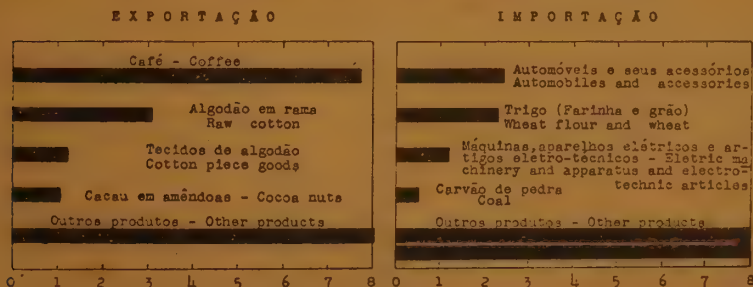 EXPORTAÇÃO
Café - Coffee
Algodão em rama
Raw cotton
Tecidos de algodão
Cotton piece goods
Cacau em amêndoas - Cocoa nuts
Outros produtos - Other products
0 1 2 3 4 5 6 7 8
IMPORTAÇÃO
Automóveis e seus acessórios
Automobiles and accessories
Trigo (Farinha e grão)
Wheat flour and wheat
Máquinas, aparelhos elétricos e ar-
tigos eletro-técnicos - Eletric ma
chinery and apparatus and electro-
technic articles
Carvão de pedra
Coal
Outros produtos - Other products
0 1 2 3 4 5 6 7 8